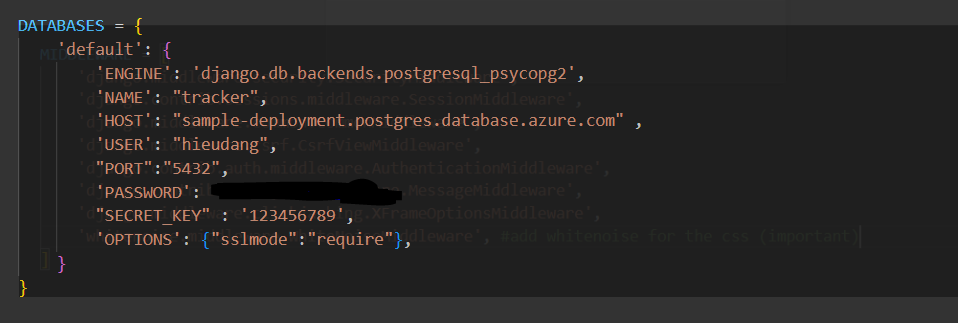 DATABASES = {
'default': {
'ENGINE': 'django.db.backends.postgresql_psycopg2',
'NAME': "tracker",
'HOST': "sample-deployment.postgres.database.azure.com" ,
'USER': "hieudang",
"PORT":"5432",
'PASSWORD':
"SECRET_KEY" : '123456789',
'OPTIONS': {"sslmode":"require"},
}
}